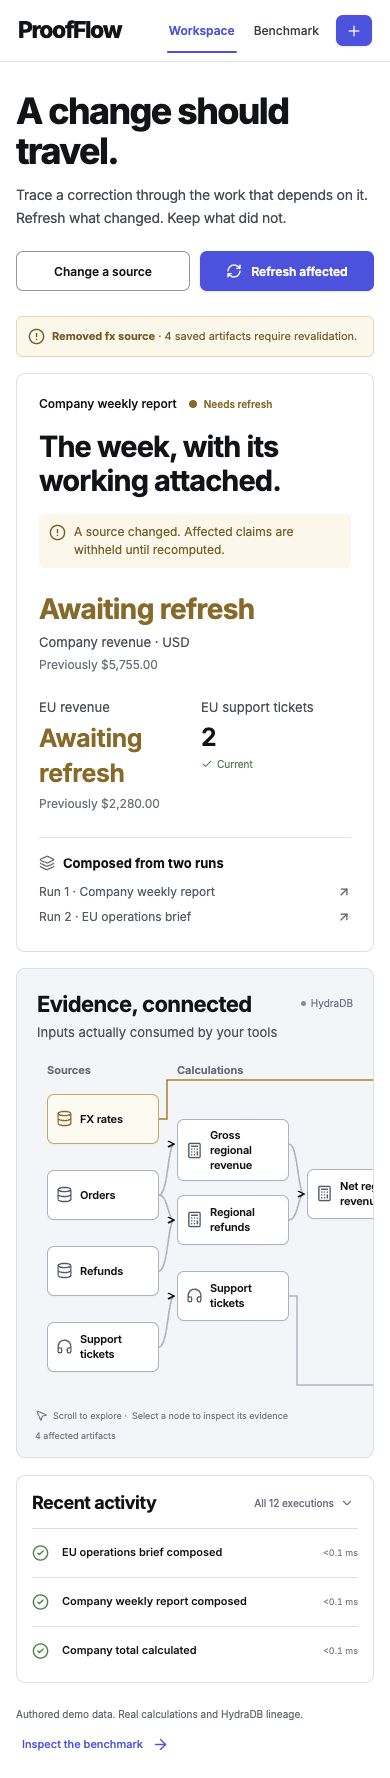 ProofFlow
Workspace
Benchmark
A change should
travel.
Trace a correction through the work that depends on it.
Refresh what changed. Keep what did not.
Change a source
Refresh affected
Removed fx source · 4 saved artifacts require revalidation.
Company weekly report
Needs refresh
The week, with its
working attached.
A source changed. Affected claims are
withheld until recomputed.
Awaiting refresh
Company revenue · USD
Previously $5,755.00
EU revenue
Awaiting
refresh
Previously $2,280.00
EU support tickets
2
Current
Composed from two runs
Run 1 · Company weekly report
Run 2 · EU operations brief
Evidence, connected
HydraDB
Inputs actually consumed by your tools
Sources
Calculations
FX rates
Orders
Refunds
Support
tickets
Gross
regional
revenue
Regional
refunds
Support
tickets
Net reg
revenu
Scroll to explore · Select a node to inspect its evidence
4 affected artifacts
Recent activity
All 12 executions
EU operations brief composed
<0.1 ms
Company weekly report composed
<0.1 ms
Company total calculated
<0.1 ms
Authored demo data. Real calculations and HydraDB lineage.
Inspect the benchmark